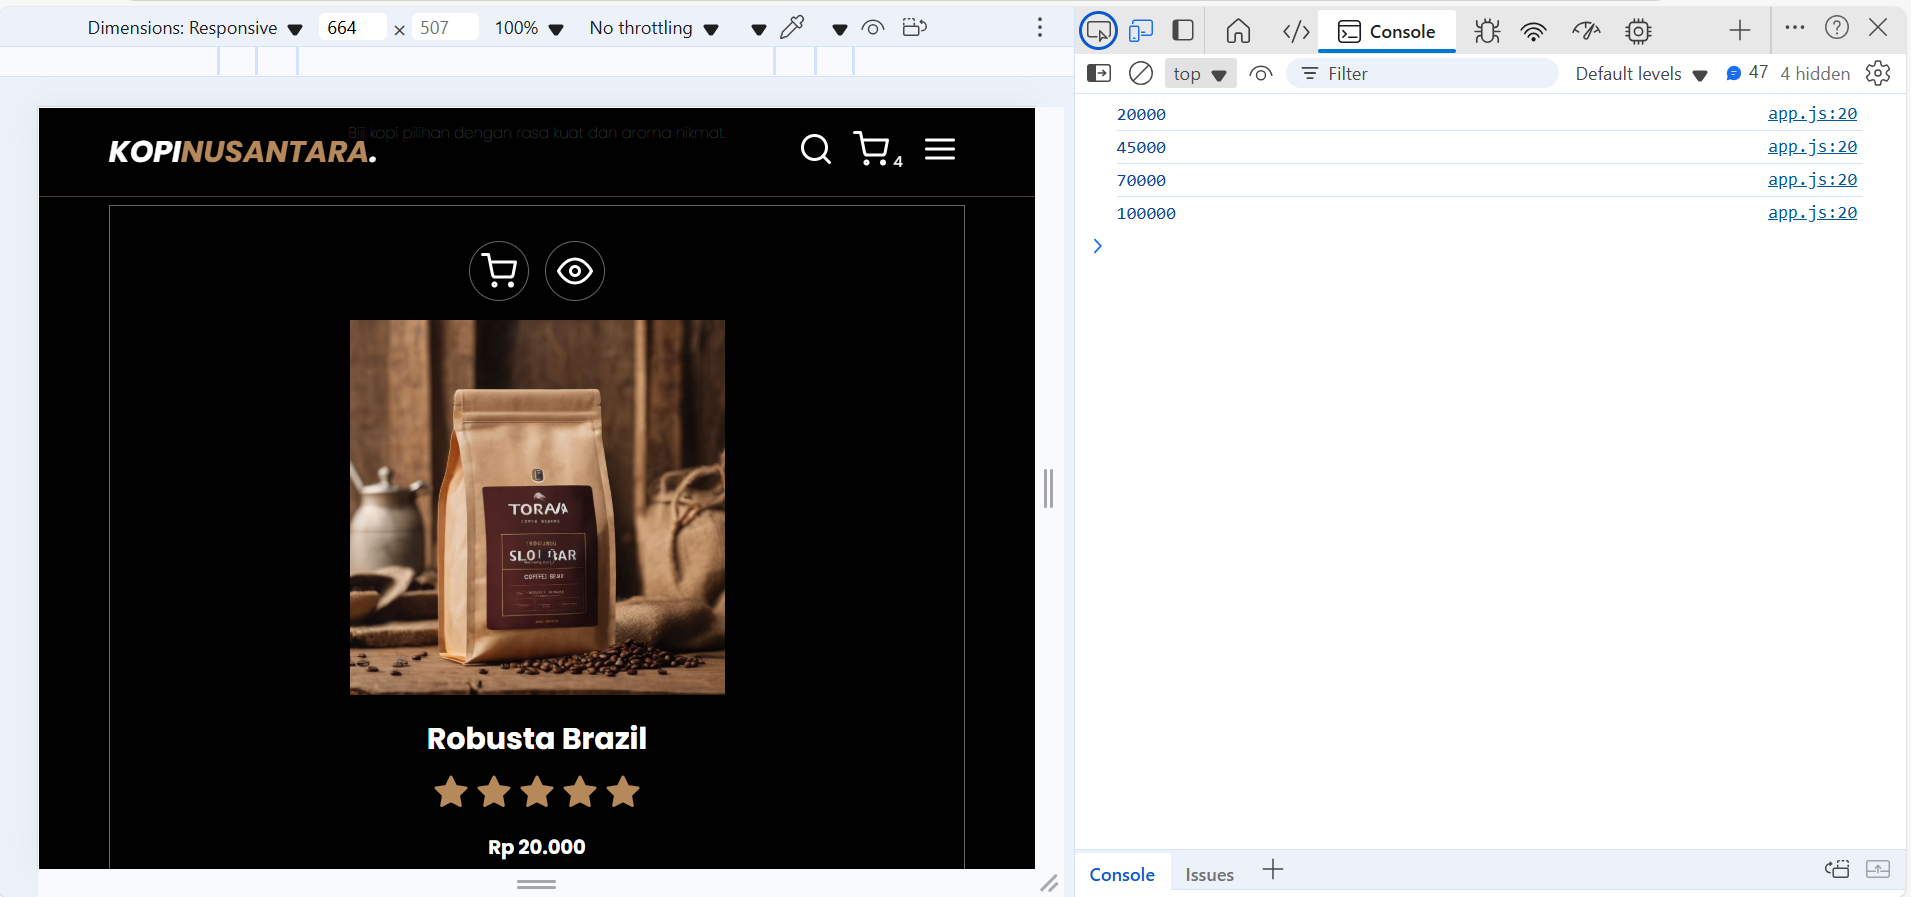 Dimensions: Responsive 664 × 507 100% No throttling
Console
top Filter Default levels 47 4 hidden
20000 app.js:20
45000 app.js:20
70000 app.js:20
100000 app.js:20
Biji kopi pilihan dengan rasa kuat dan aroma nikmat.
KOPINUSANTARA.
4
TORAJA
SLOT BAR
COFFEE BEAN
Robusta Brazil
Rp 20.000
Console Issues